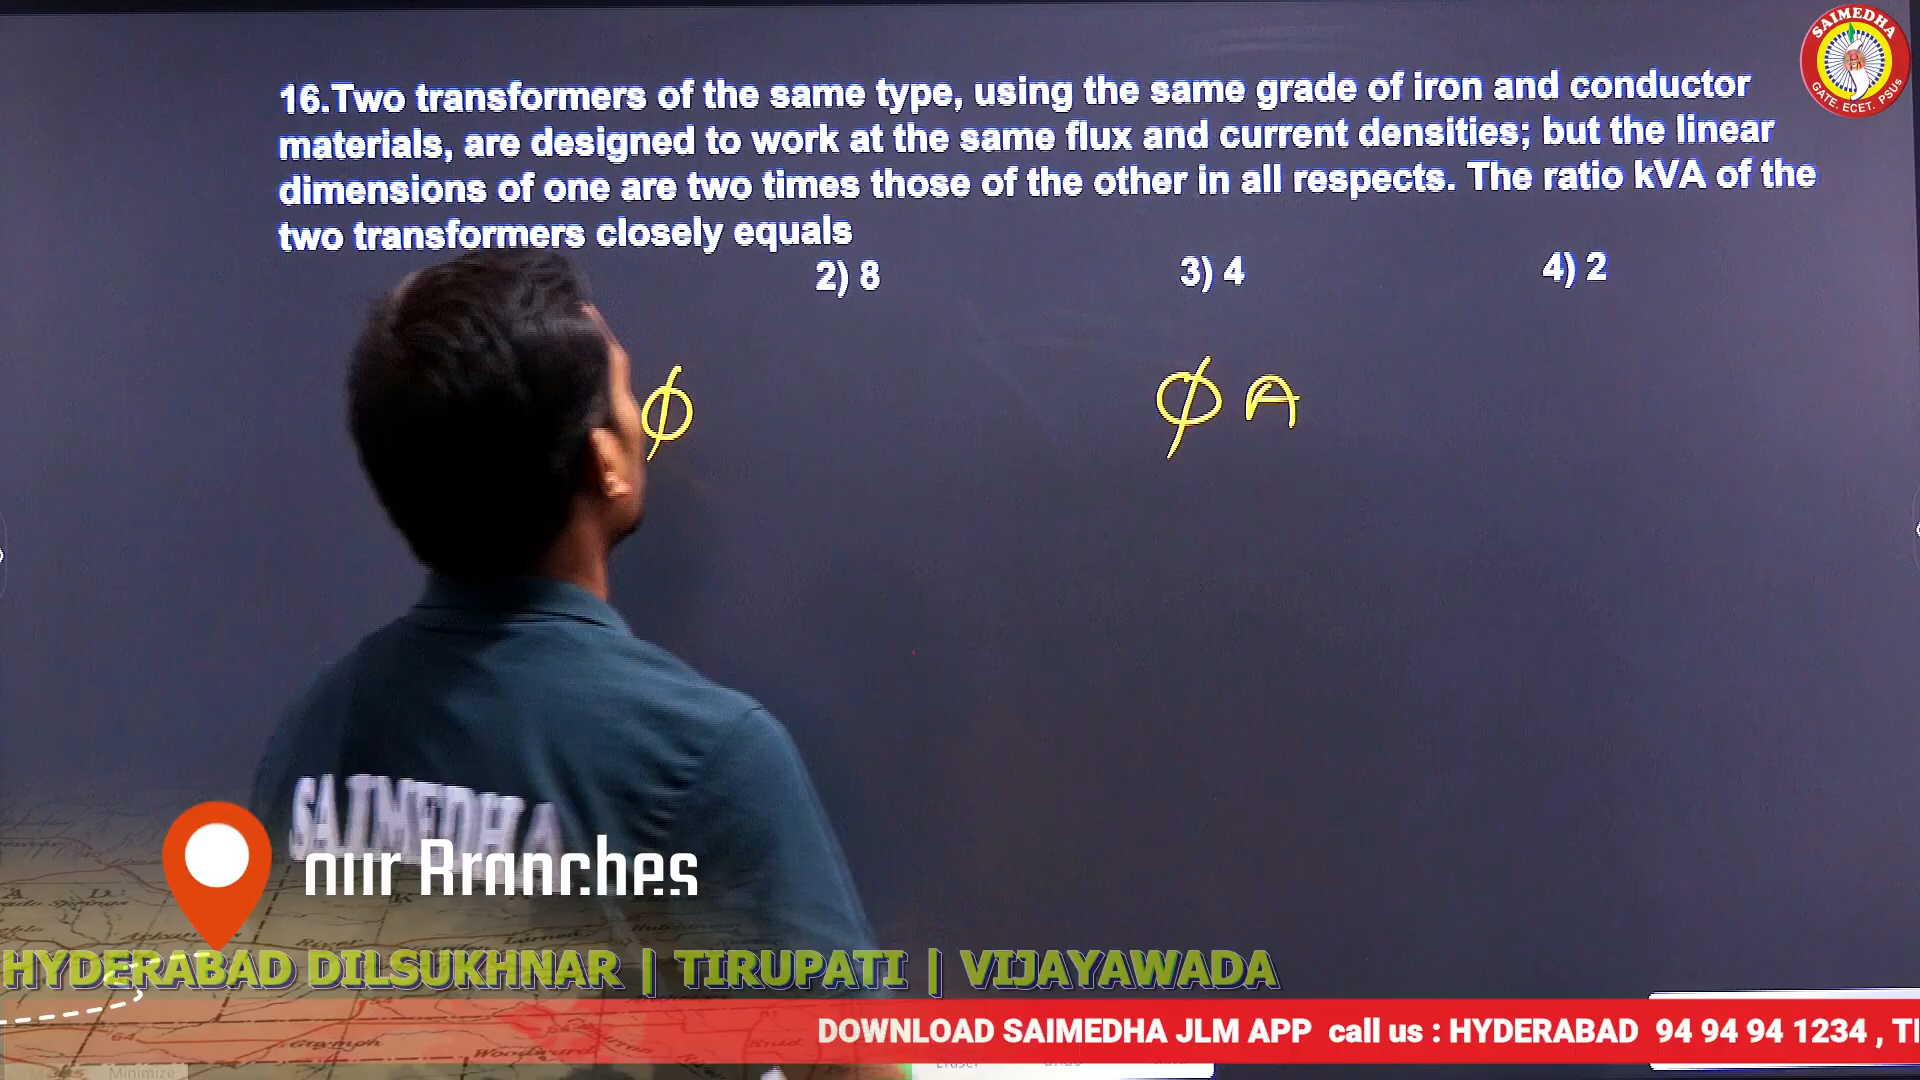 SAIMEDHA
GATE. ECET. PSUs
16.Two transformers of the same type, using the same grade of iron and conductor
materials, are designed to work at the same flux and current densities; but the linear
dimensions of one are two times those of the other in all respects. The ratio kVA of the
two transformers closely equals
2) 8 3) 4 4) 2
ϕ ϕ A
SAIMEDHA
our Branches
HYDERABAD DILSUKHNAR | TIRUPATI | VIJAYAWADA
DOWNLOAD SAIMEDHA JLM APP call us : HYDERABAD 94 94 94 1234 , TI
Minimize